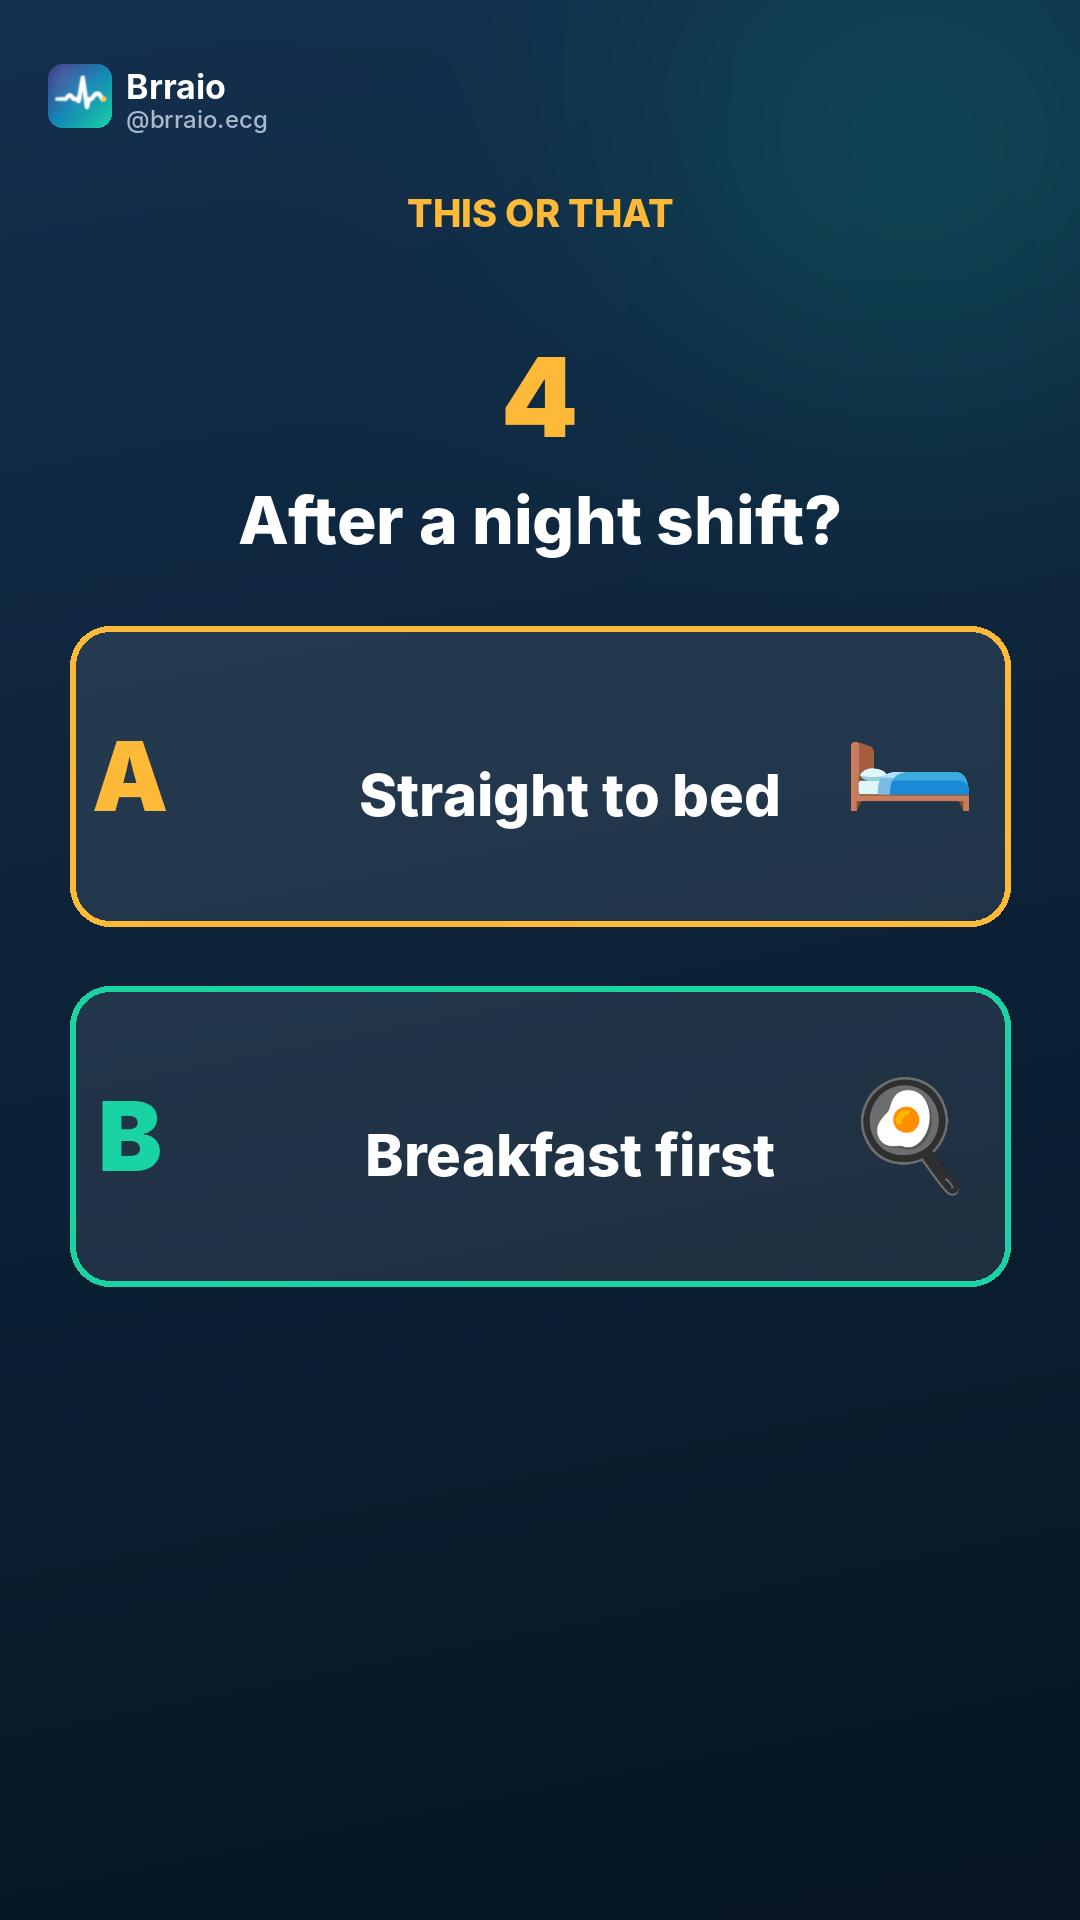 Brraio
@brraio.ecg
THIS OR THAT
4
After a night shift?
A
Straight to bed
B
Breakfast first